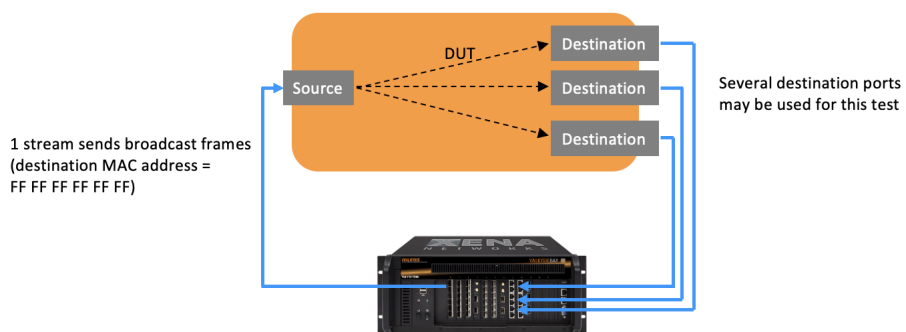 DUT
Destination
Source
Destination
Destination
Several destination ports
may be used for this test
1 stream sends broadcast frames
(destination MAC address =
FF FF FF FF FF FF)
XENA
NETWORKS